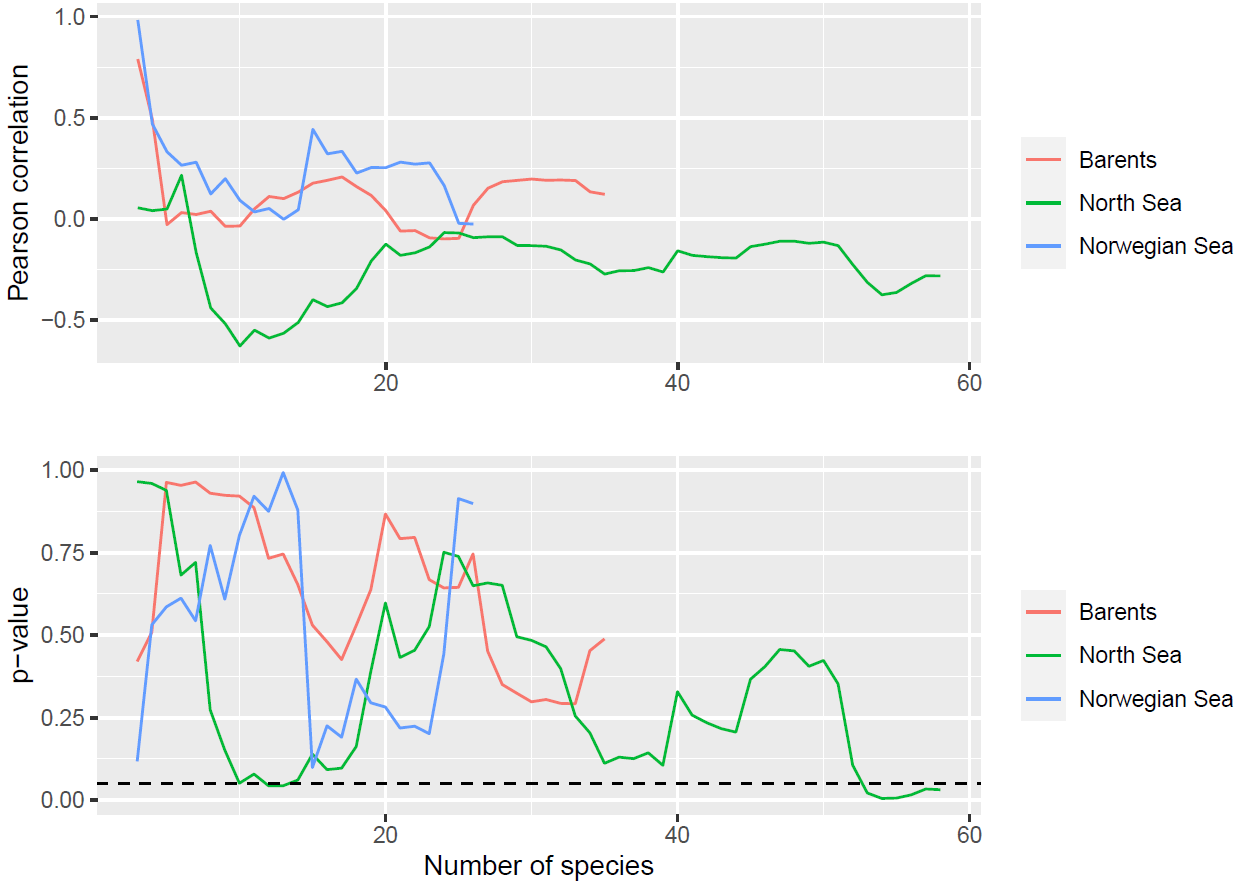 Pearson correlation
1.0
0.5
0.0
−0.5
20
40
60
Barents
North Sea
Norwegian Sea
p−value
1.00
0.75
0.50
0.25
0.00
20
40
60
Number of species
Barents
North Sea
Norwegian Sea